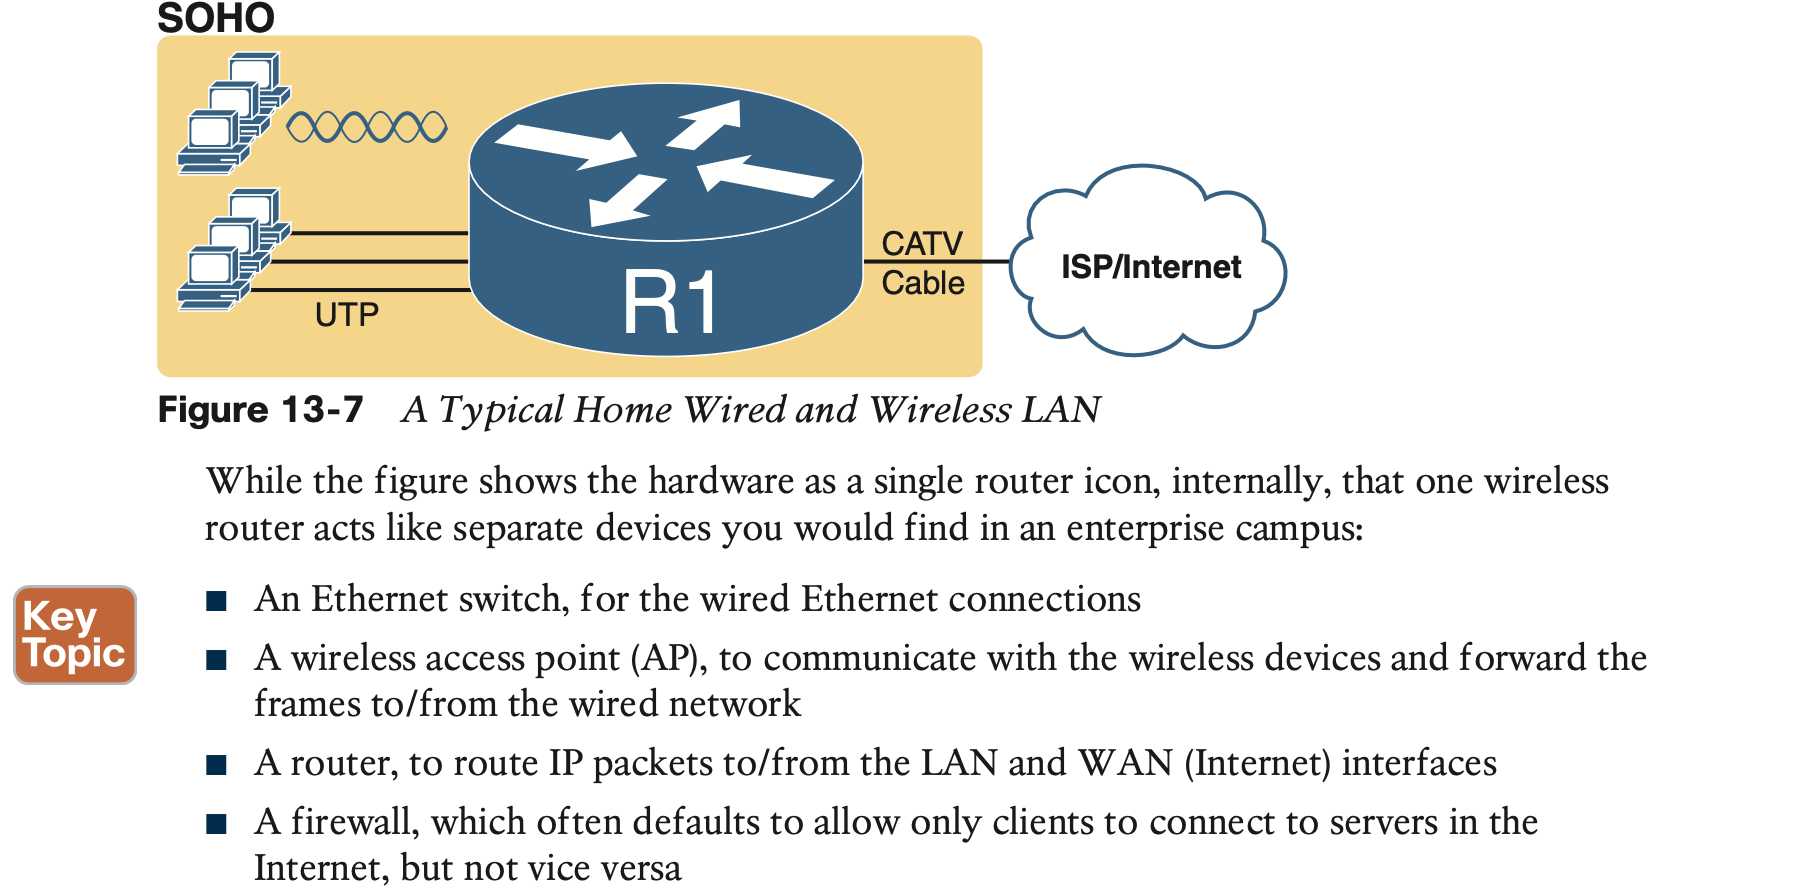 SOHO
UTP
R1
CATV
Cable
ISP/Internet
Figure 13-7 A Typical Home Wired and Wireless LAN
While the figure shows the hardware as a single router icon, internally, that one wireless
router acts like separate devices you would find in an enterprise campus:
Key
Topic
■ An Ethernet switch, for the wired Ethernet connections
■ A wireless access point (AP), to communicate with the wireless devices and forward the
frames to/from the wired network
■ A router, to route IP packets to/from the LAN and WAN (Internet) interfaces
■ A firewall, which often defaults to allow only clients to connect to servers in the
Internet, but not vice versa